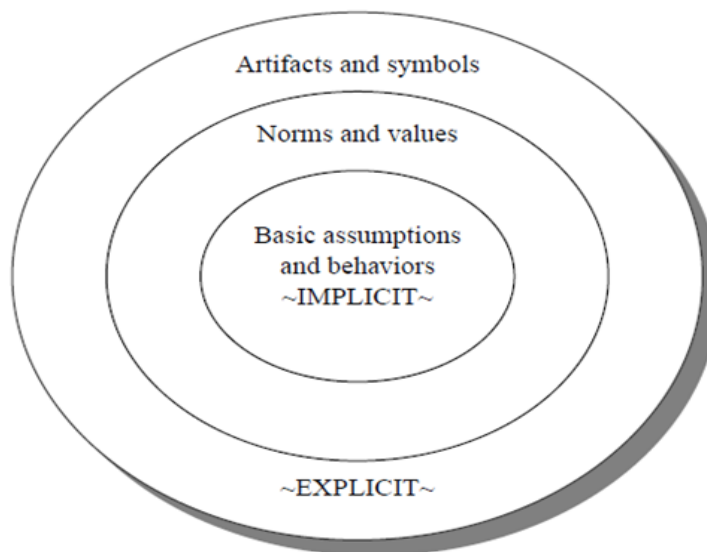 Artifacts and symbols
Norms and values
Basic assumptions
and behaviors
~IMPLICIT~
~EXPLICIT~